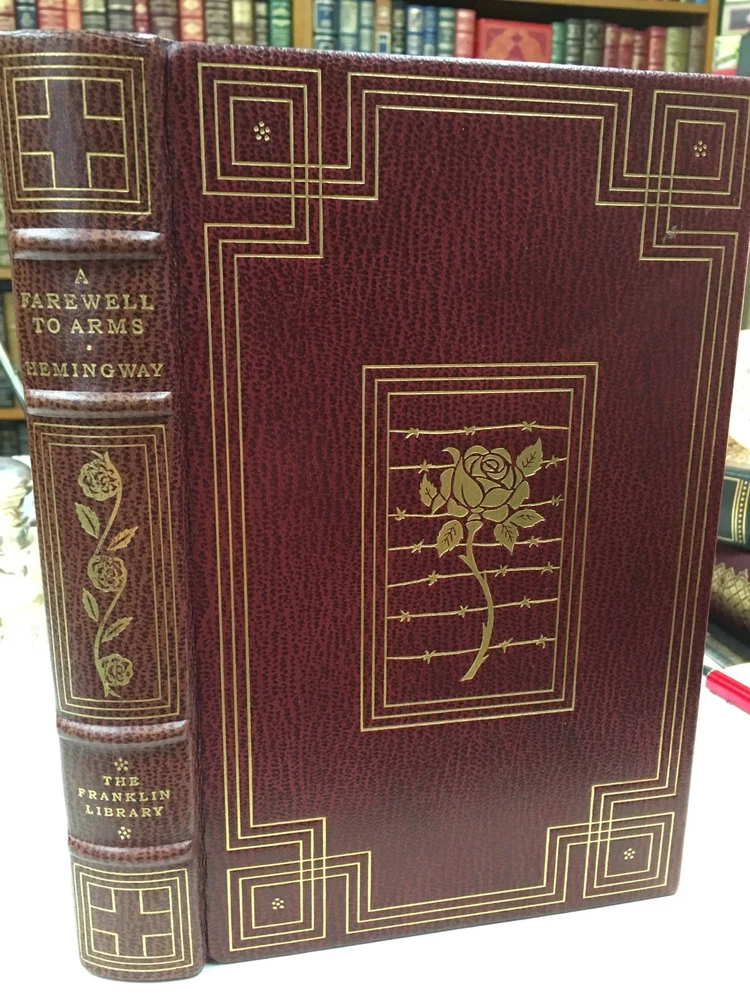 A
FAREWELL
TO ARMS
HEMINGWAY
THE
FRANKLIN
LIBRARY